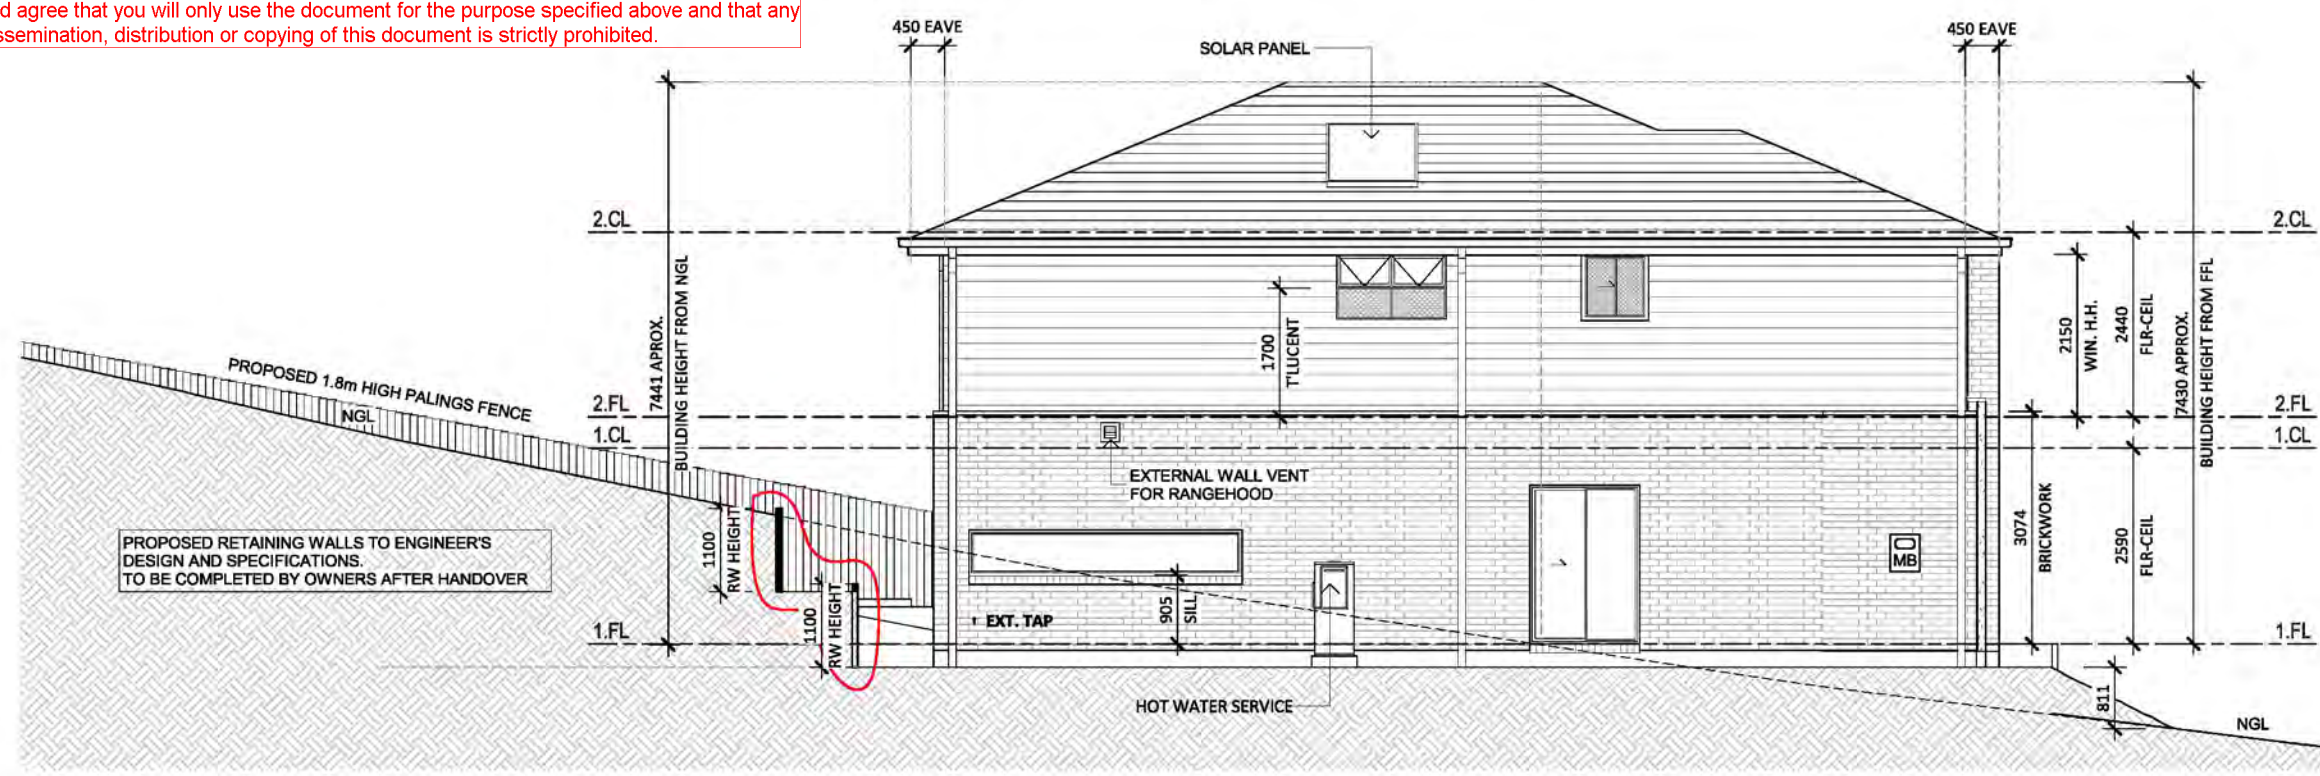 d agree that you will only use the document for the purpose specified above and that any
ssemination, distribution or copying of this document is strictly prohibited.
450 EAVE
SOLAR PANEL
450 EAVE
2.CL
2.CL
7441 APROX.
BUILDING HEIGHT FROM NGL
1700
T'LUCENT
2150
WIN. H.H.
2440
FLR-CEIL
7430 APPROX.
BUILDING HEIGHT FROM FFL
PROPOSED 1.8m HIGH PALINGS FENCE
NGL
2.FL
2.FL
1.CL
1.CL
EXTERNAL WALL VENT
FOR RANGEHOOD
PROPOSED RETAINING WALLS TO ENGINEER'S
DESIGN AND SPECIFICATIONS.
TO BE COMPLETED BY OWNERS AFTER HANDOVER
1100
RW HEIGHT
1100
RW HEIGHT
905
SILL
EXT. TAP
MB
3074
BRICKWORK
2590
FLR-CEIL
1.FL
1.FL
HOT WATER SERVICE
811
NGL